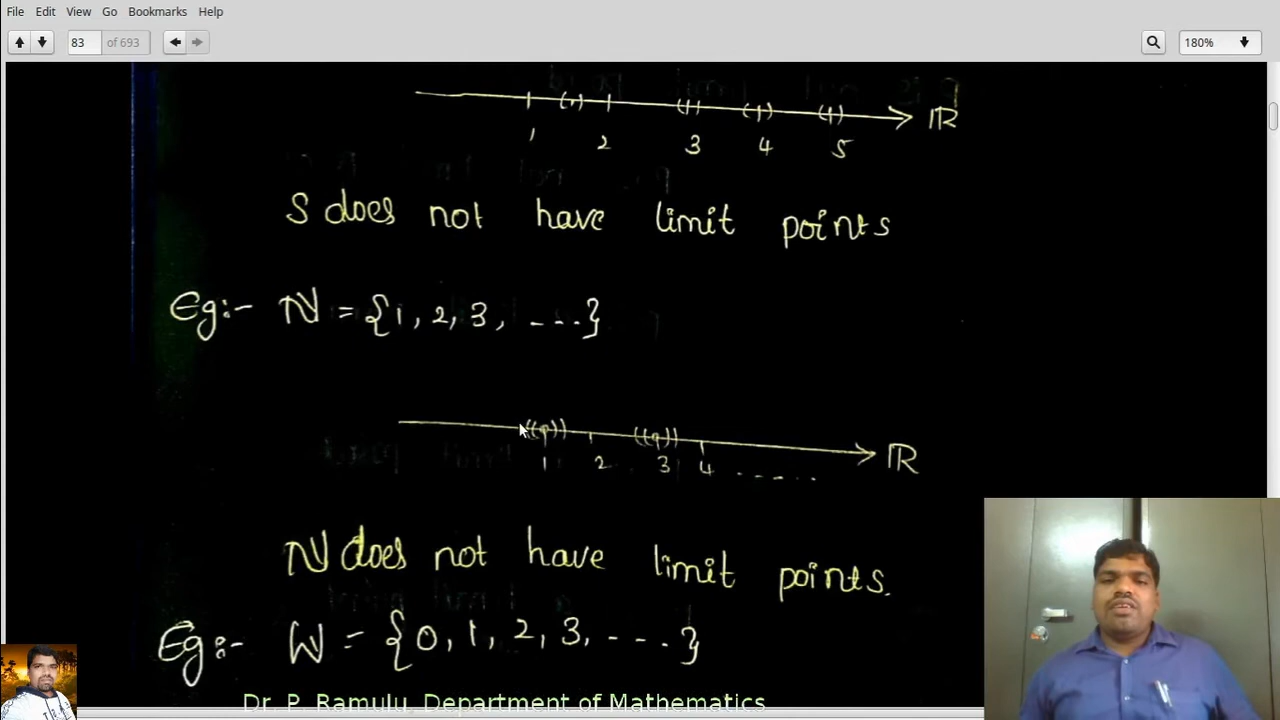 File Edit View Go Bookmarks Help
83 of 693 180%
ℝ
1 2 3 4 5
S does not have limit points
Eg:- ℕ = {1, 2, 3, ----}
ℝ
1 2 3 4 -----
ℕ does not have limit points.
Eg:- W = {0, 1, 2, 3, ----}
Dr. P. Ramulu, Department of Mathematics